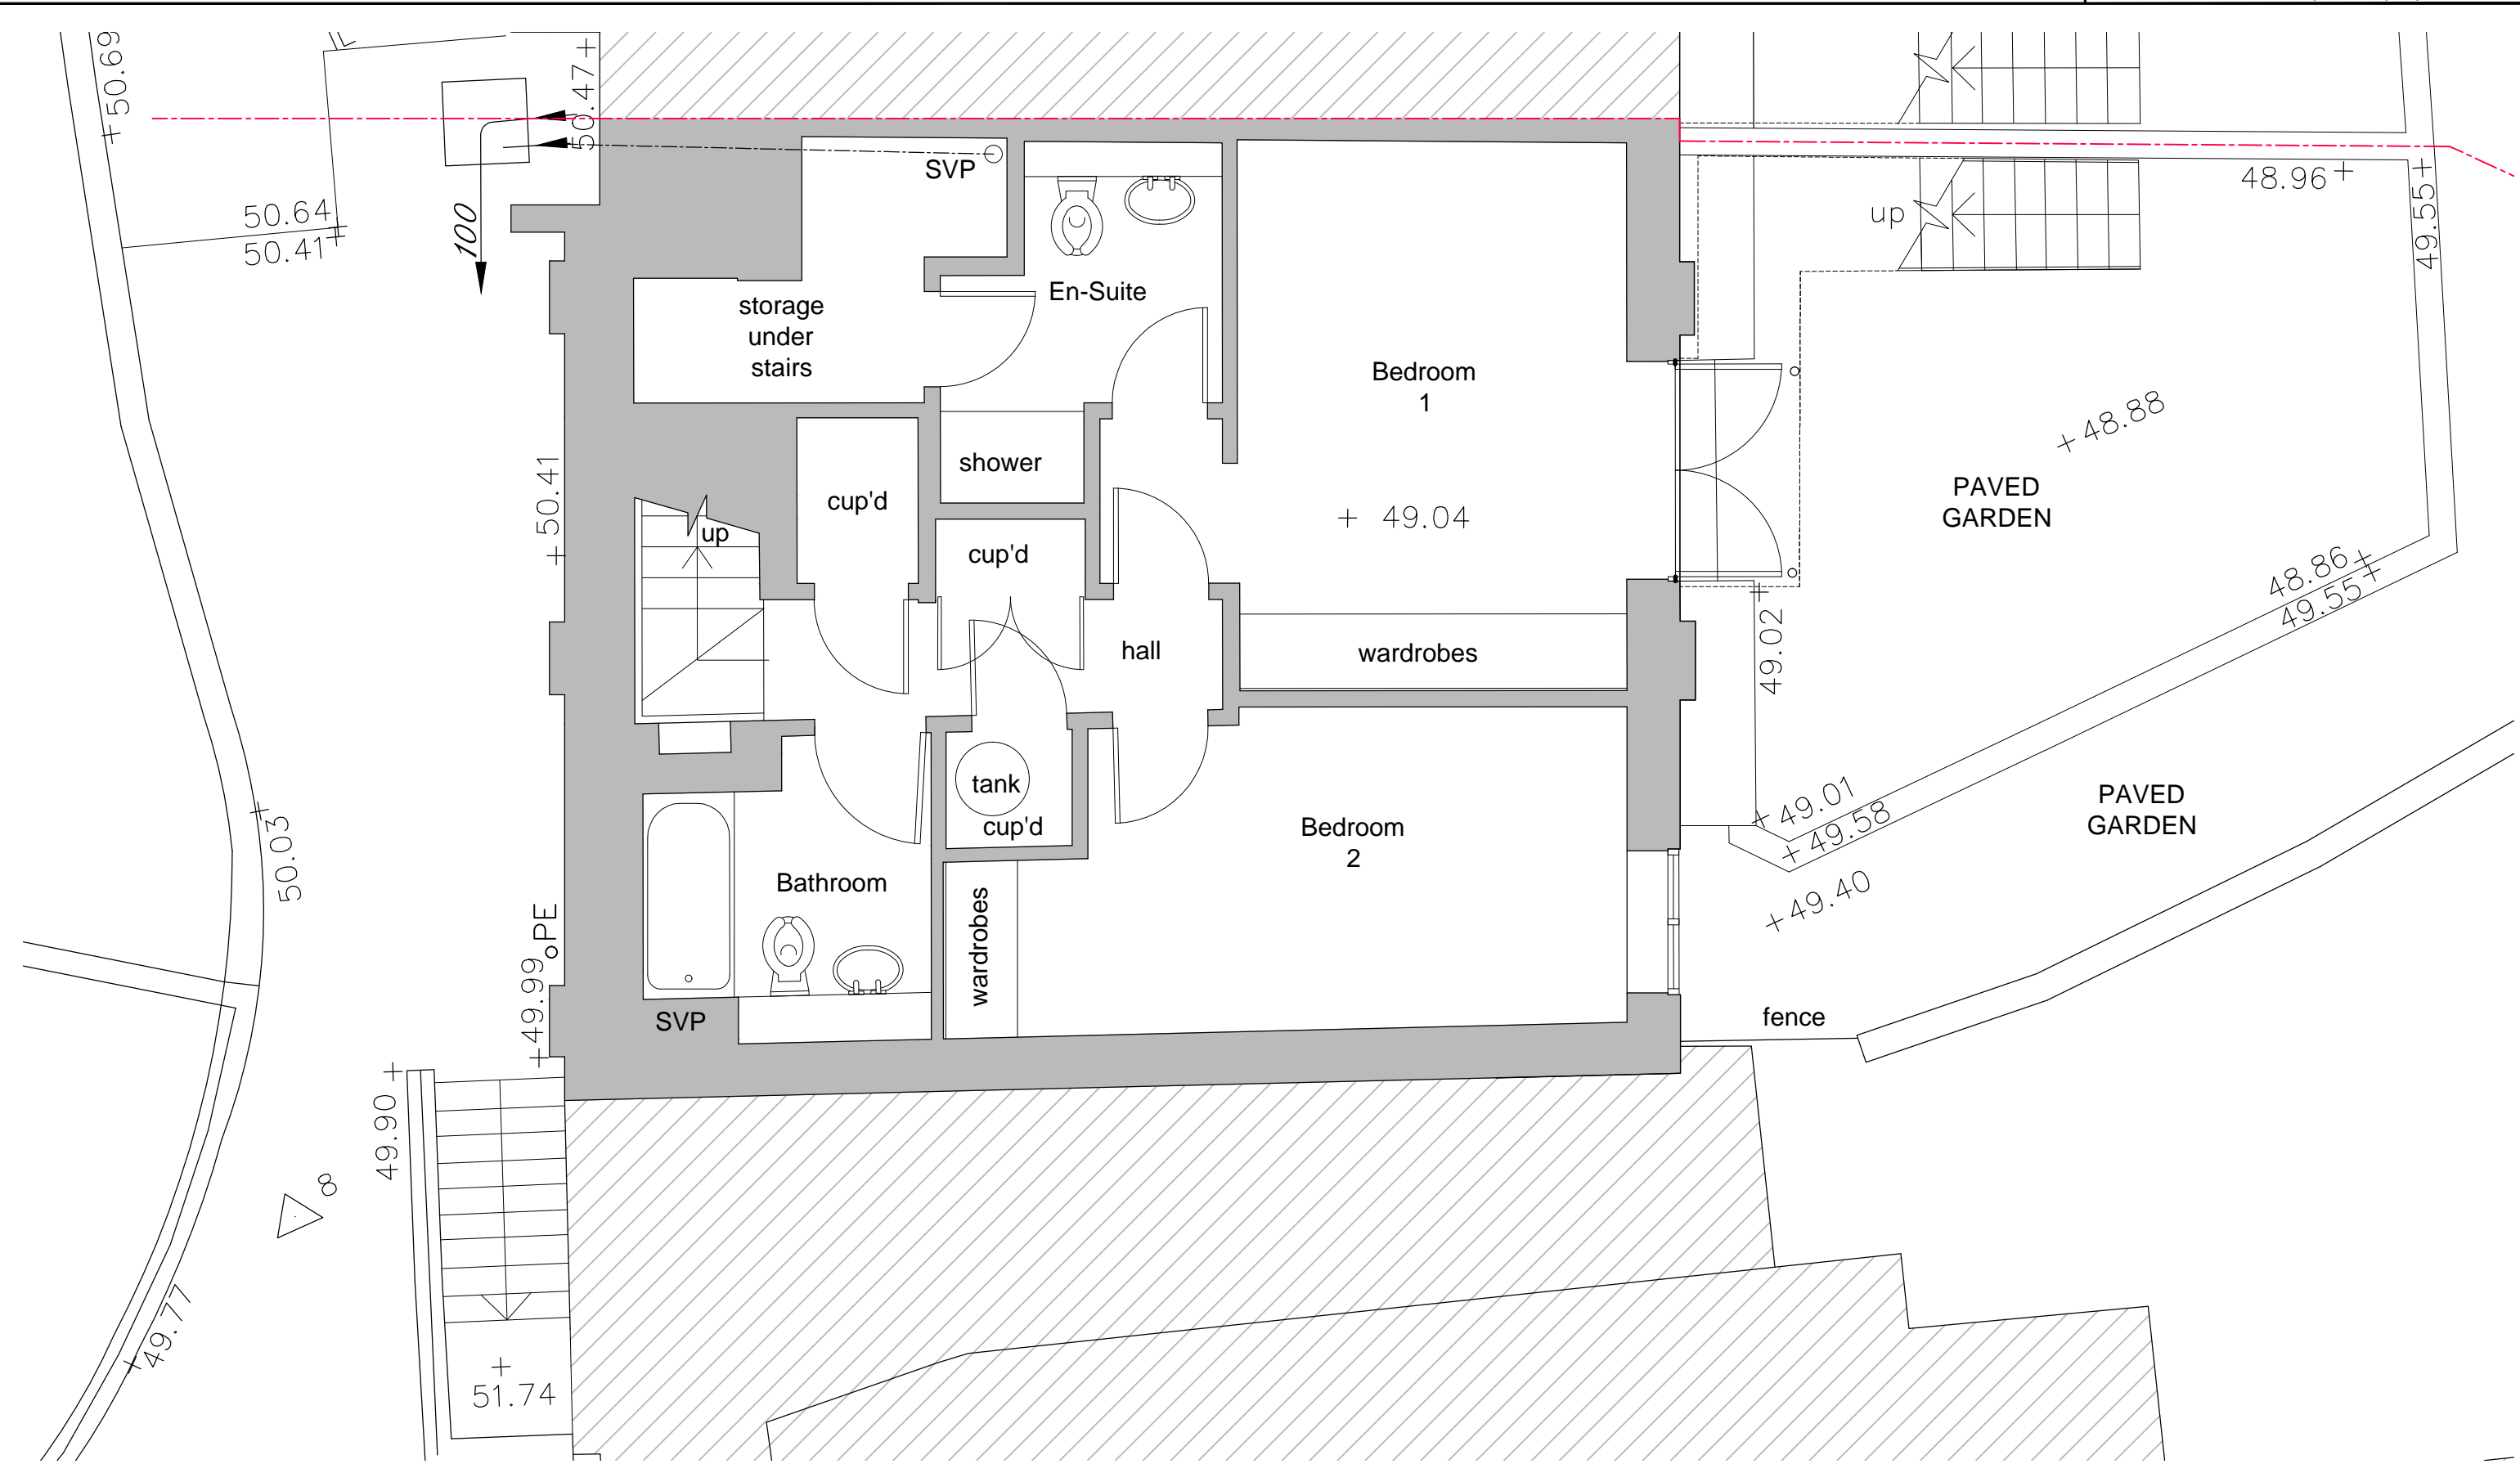 +50.69
50.47+
SVP
48.96+
49.55+
50.64
50.41+
100
up
En-Suite
storage
under
stairs
Bedroom
1
+48.88
shower
cup'd
+50.41
PAVED
GARDEN
+ 49.04
up
cup'd
48.86+
49.55+
49.02 +
hall
wardrobes
tank
cup'd
+49.01
+49.58
PAVED
GARDEN
50.03 +
Bedroom
2
Bathroom
wardrobes
+49.40
PE
+49.99
SVP
fence
49.90 +
8
+49.77
+
51.74